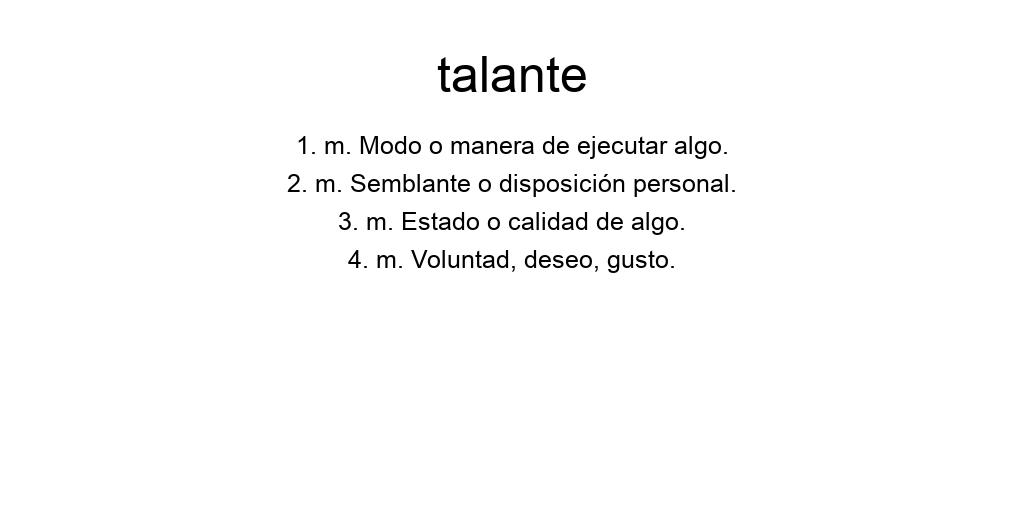 talante
1. m. Modo o manera de ejecutar algo.
2. m. Semblante o disposición personal.
3. m. Estado o calidad de algo.
4. m. Voluntad, deseo, gusto.